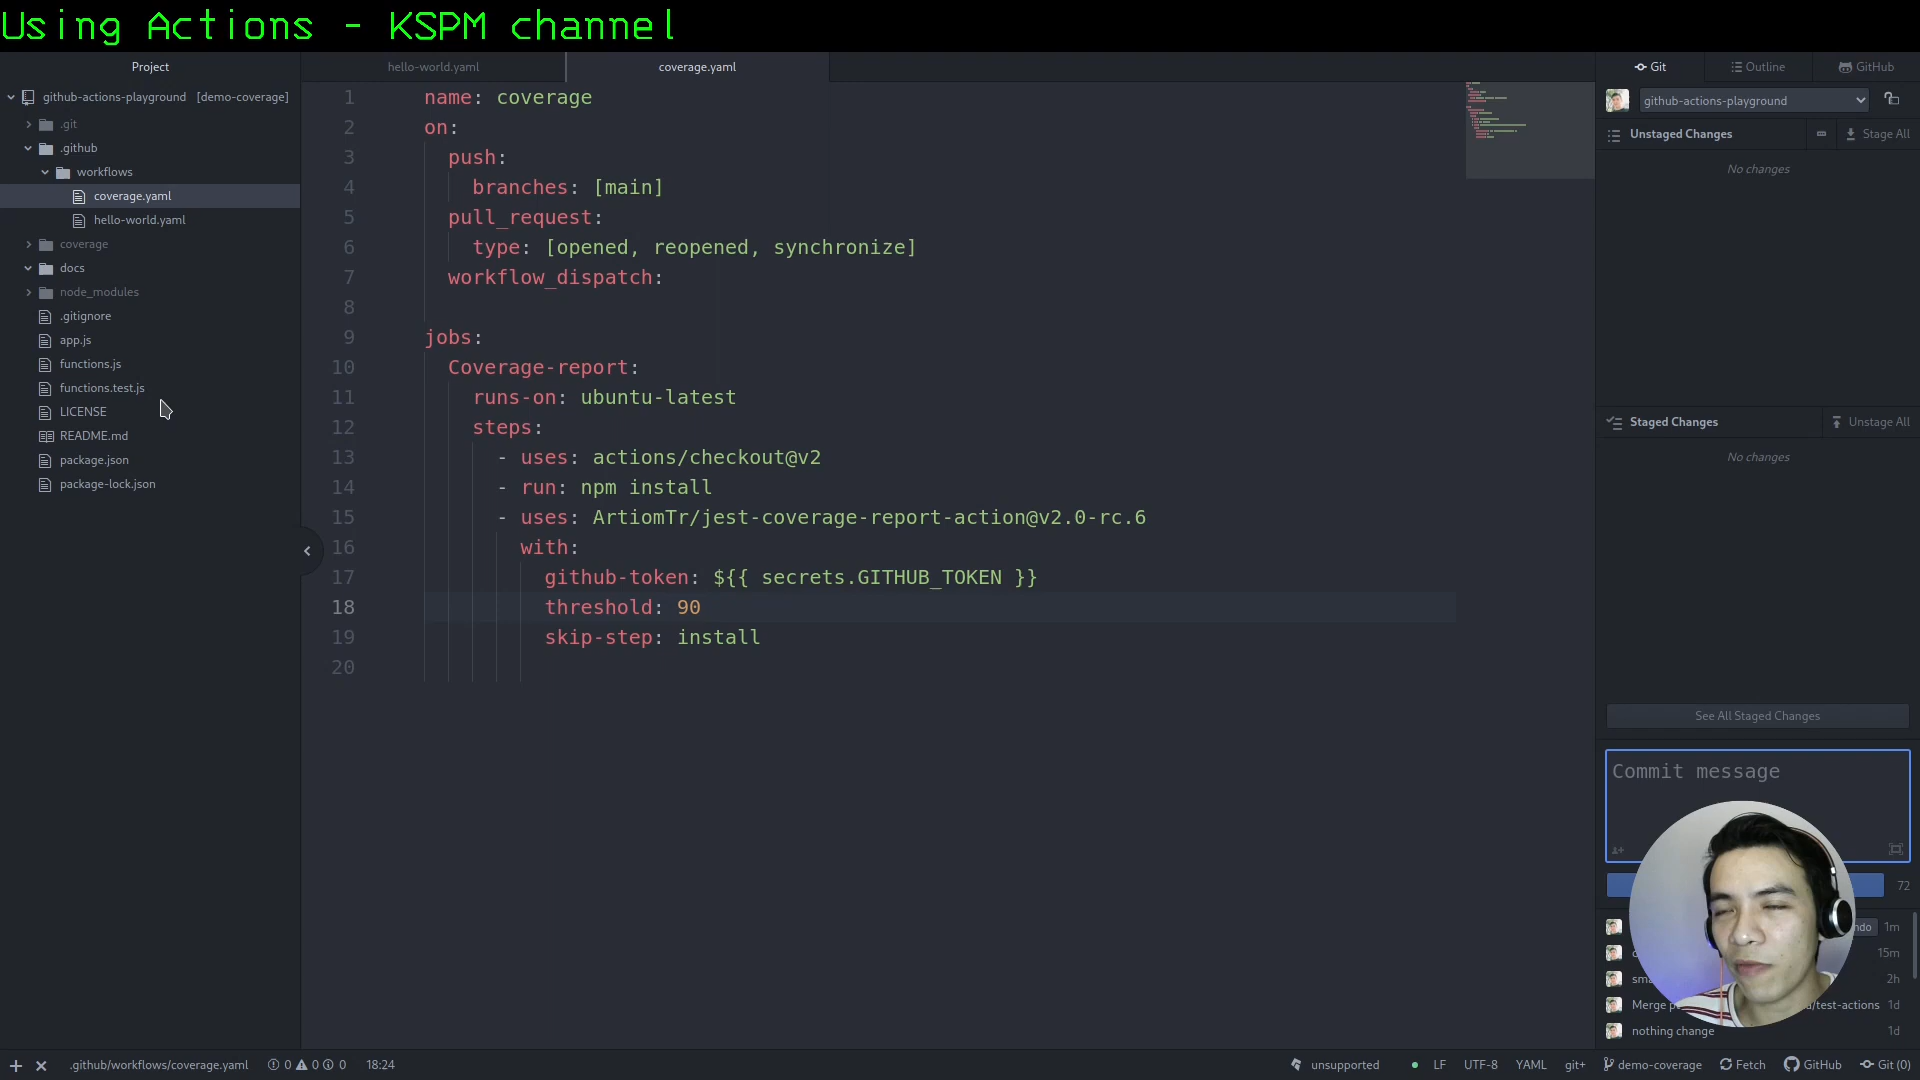 Using Actions - KSPM channel
Project
hello-world.yaml
coverage.yaml
Git
Outline
GitHub
github-actions-playground [demo-coverage]
.git
.github
workflows
coverage.yaml
hello-world.yaml
coverage
docs
node_modules
.gitignore
app.js
functions.js
functions.test.js
LICENSE
README.md
package.json
package-lock.json
1 name: coverage
2 on:
3 push:
4 branches: [main]
5 pull_request:
6 type: [opened, reopened, synchronize]
7 workflow_dispatch:
8
9 jobs:
10 Coverage-report:
11 runs-on: ubuntu-latest
12 steps:
13 - uses: actions/checkout@v2
14 - run: npm install
15 - uses: ArtiomTr/jest-coverage-report-action@v2.0-rc.6
16 with:
17 github-token: ${{ secrets.GITHUB_TOKEN }}
18 threshold: 90
19 skip-step: install
20
github-actions-playground
Unstaged Changes
Stage All
No changes
Staged Changes
Unstage All
No changes
See All Staged Changes
Commit message
72
1m
15m
2h
Merge
/test-actions 1d
nothing change 1d
.github/workflows/coverage.yaml 0 0 0 18:24
unsupported LF UTF-8 YAML git+ demo-coverage Fetch GitHub Git (0)